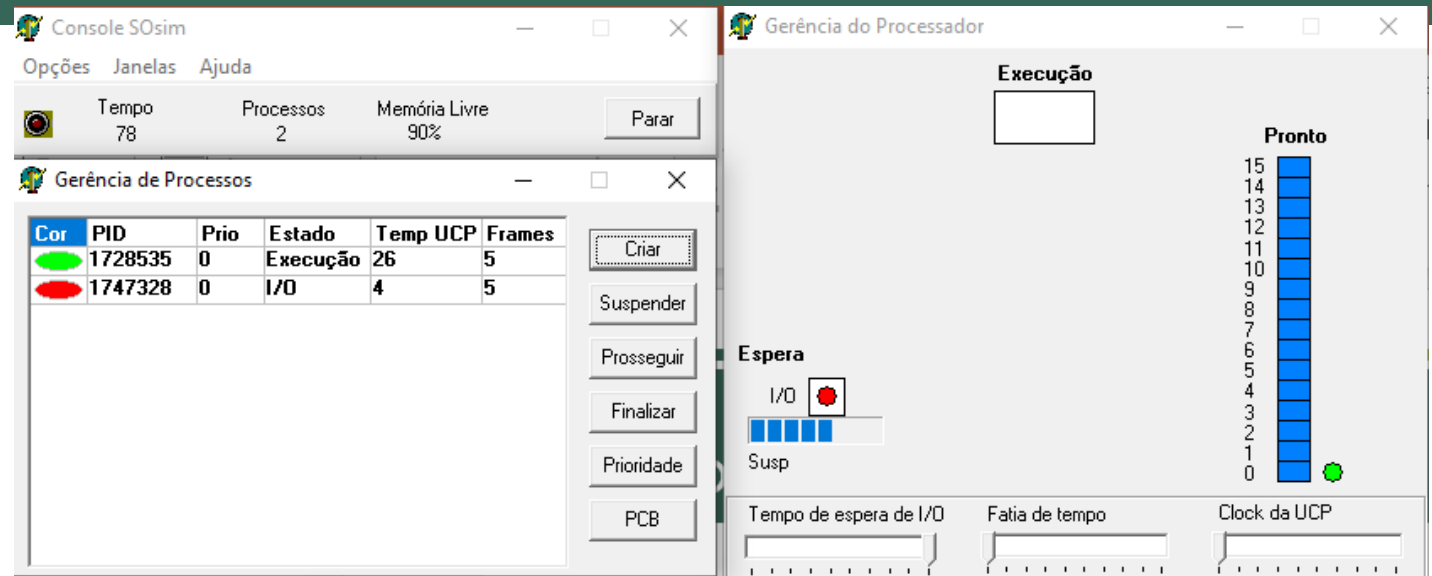 Console SOsim
Opções Janelas Ajuda
Tempo Processos Memória Livre
78 2 90%
Parar
Gerência de Processos
Cor PID Prio Estado Temp UCP Frames
1728535 0 Execução 26 5
1747328 0 I/O 4 5
Criar
Suspender
Prosseguir
Finalizar
Prioridade
PCB
Gerência do Processador
Execução
Pronto
15
14
13
12
11
10
9
8
7
6
5
4
3
2
1
0
Espera
I/O
Susp
Tempo de espera de I/O Fatia de tempo Clock da UCP